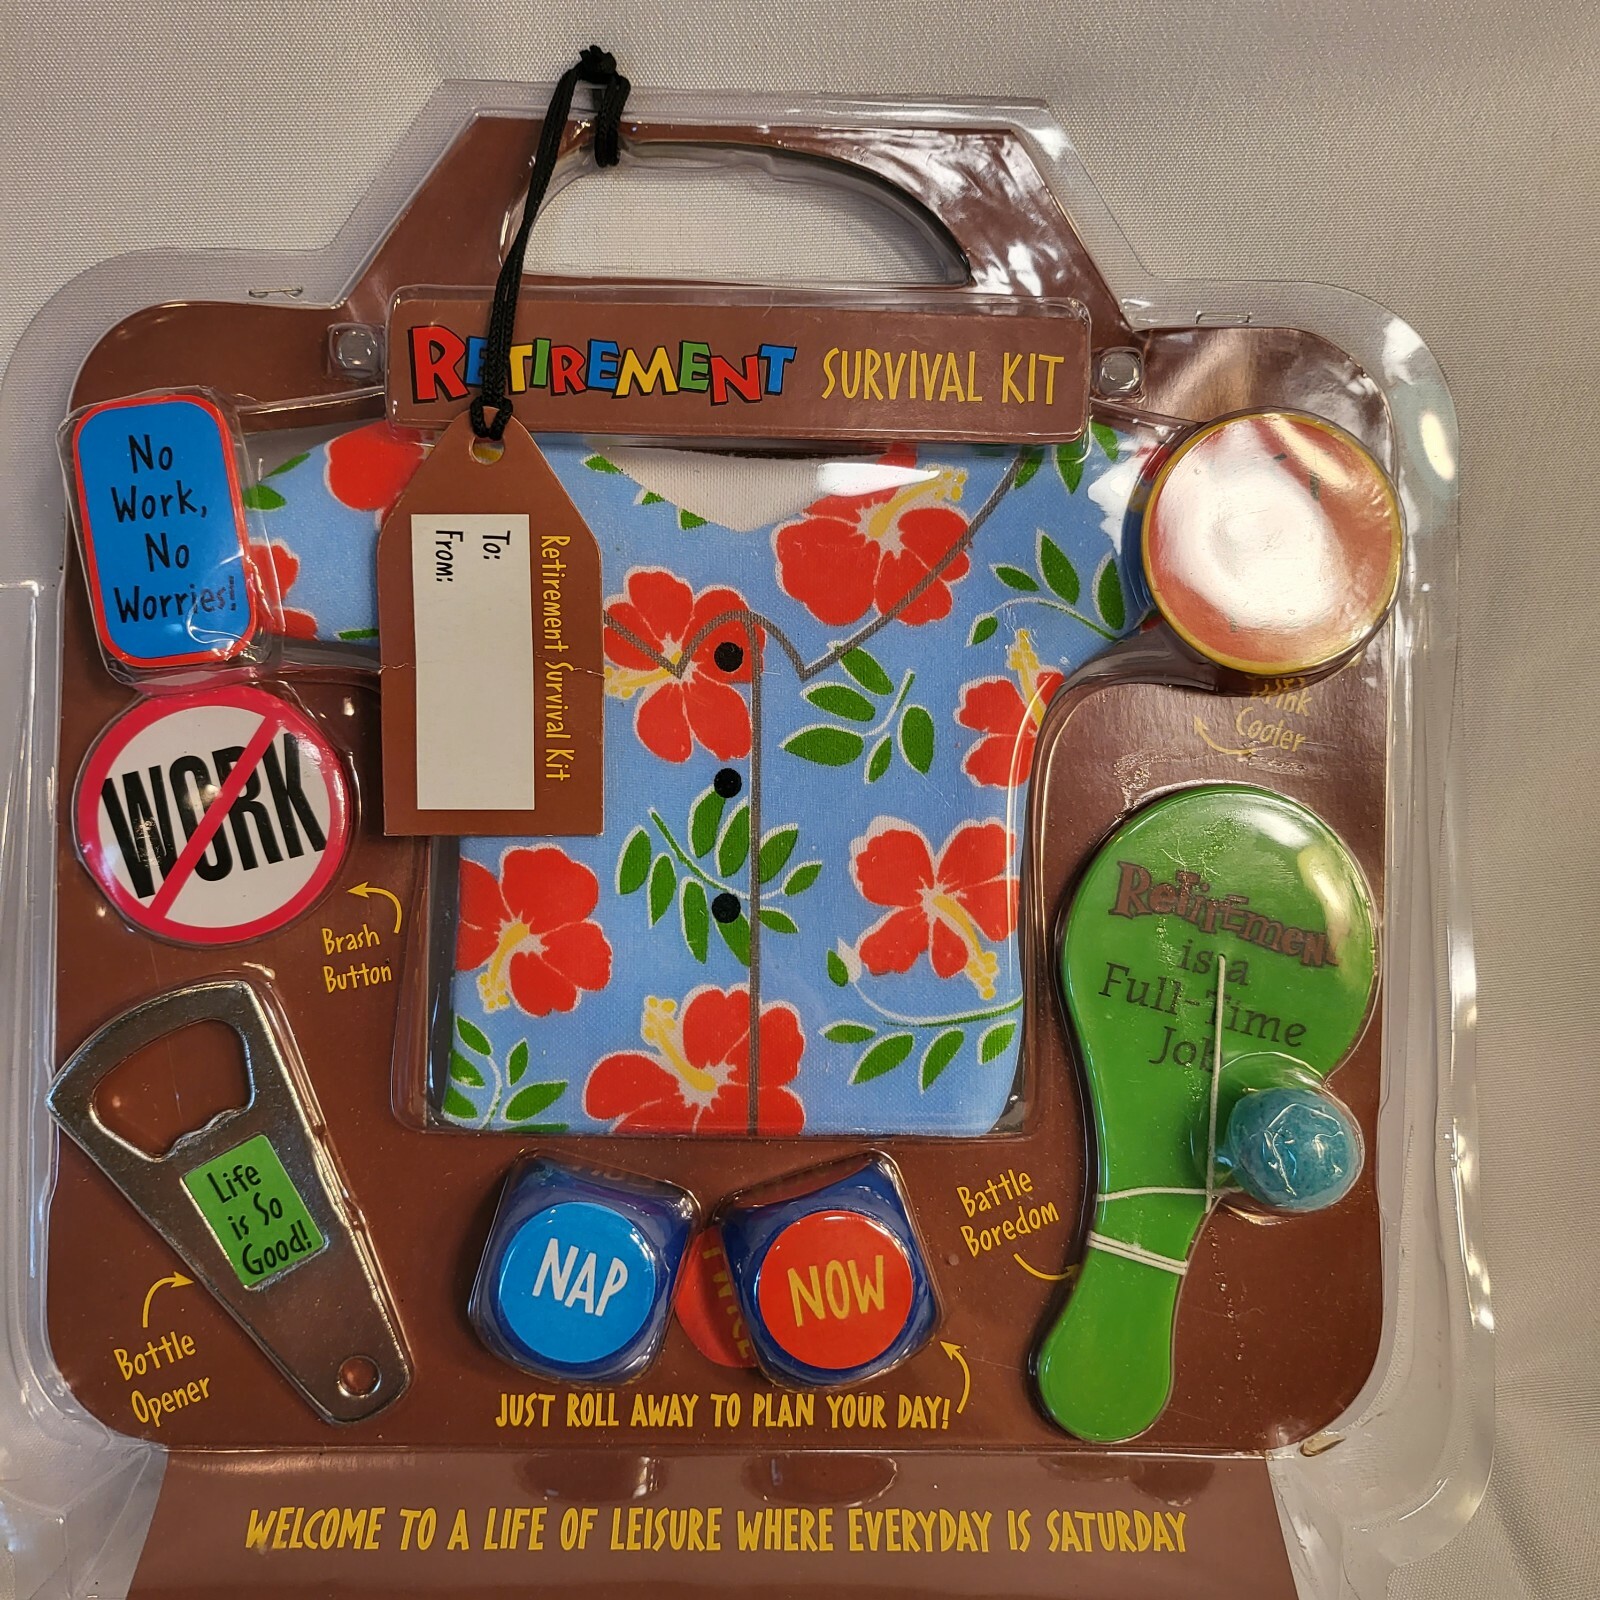 RETIREMENT SURVIVAL KIT
No
Work,
No
Worries!
To:
From:
Retirement Survival Kit
WORK
Brash
Button
Cooler
Retirement
is a
Full-Time
Job
Life
is So
Good!
Bottle
Opener
NAP
NOW
Battle
Boredom
JUST ROLL AWAY TO PLAN YOUR DAY!
WELCOME TO A LIFE OF LEISURE WHERE EVERYDAY IS SATURDAY